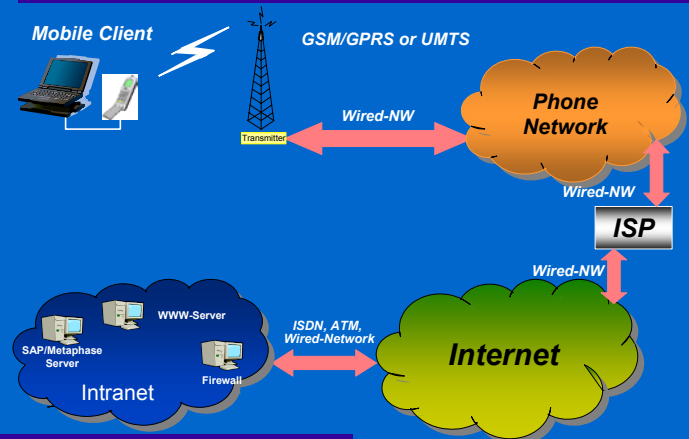 Mobile Client
GSM/GPRS or UMTS
Transmitter
Wired-NW
Phone
Network
Wired-NW
ISP
Wired-NW
Internet
ISDN, ATM,
Wired-Network
WWW-Server
SAP/Metaphase
Server
Firewall
Intranet